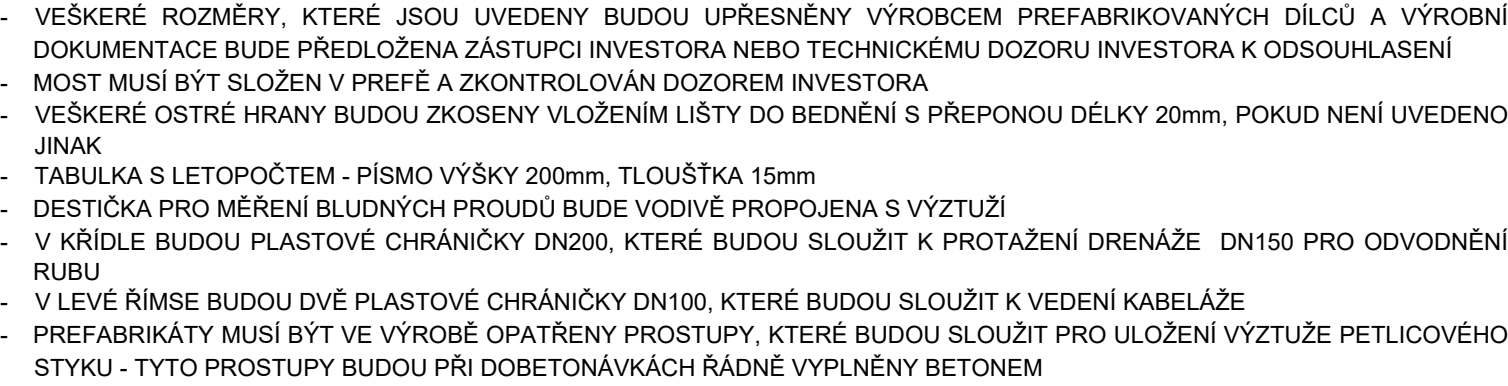 - VEŠKERÉ ROZMĚRY, KTERÉ JSOU UVEDENY BUDOU UPŘESNĚNY VÝROBCEM PREFABRIKOVANÝCH DÍLCŮ A VÝROBNÍ
DOKUMENTACE BUDE PŘEDLOŽENA ZÁSTUPCI INVESTORA NEBO TECHNICKÉMU DOZORU INVESTORA K ODSOUHLASENÍ
- MOST MUSÍ BÝT SLOŽEN V PREFĚ A ZKONTROLOVÁN DOZOREM INVESTORA
- VEŠKERÉ OSTRÉ HRANY BUDOU ZKOSENY VLOŽENÍM LIŠTY DO BEDNĚNÍ S PŘEPONOU DÉLKY 20mm, POKUD NENÍ UVEDENO
JINAK
- TABULKA S LETOPOČTEM - PÍSMO VÝŠKY 200mm, TLOUŠŤKA 15mm
- DESTIČKA PRO MĚŘENÍ BLUDNÝCH PROUDŮ BUDE VODIVĚ PROPOJENA S VÝZTUŽÍ
- V KŘÍDLE BUDOU PLASTOVÉ CHRÁNIČKY DN200, KTERÉ BUDOU SLOUŽIT K PROTAŽENÍ DRENÁŽE DN150 PRO ODVODNĚNÍ
RUBU
- V LEVÉ ŘÍMSE BUDOU DVĚ PLASTOVÉ CHRÁNIČKY DN100, KTERÉ BUDOU SLOUŽIT K VEDENÍ KABELÁŽE
- PREFABRIKÁTY MUSÍ BÝT VE VÝROBĚ OPATŘENY PROSTUPY, KTERÉ BUDOU SLOUŽIT PRO ULOŽENÍ VÝZTUŽE PETLICOVÉHO
STYKU - TYTO PROSTUPY BUDOU PŘI DOBETONÁVKÁCH ŘÁDNĚ VYPLNĚNY BETONEM